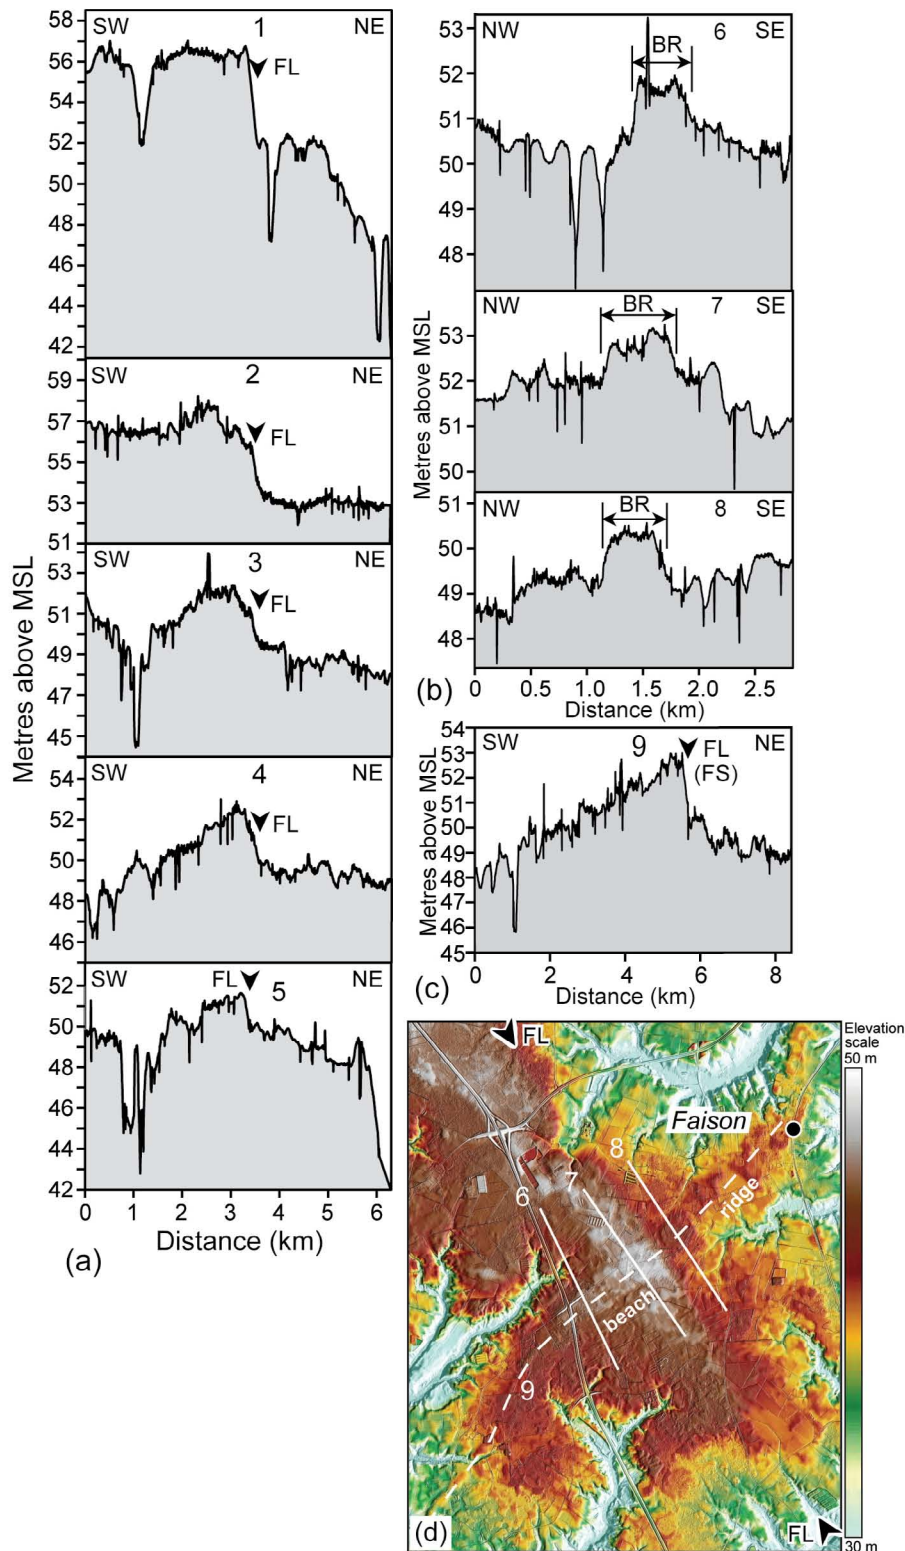 SW 1 NE
FL
58
56
54
52
50
48
46
44
42
SW 2 NE
FL
59
57
55
53
51
SW 3 NE
FL
53
51
49
47
45
SW 4 NE
FL
54
52
50
48
46
SW FL 5 NE
52
50
48
46
44
42
0 1 2 3 4 5 6
Distance (km)
Metres above MSL
(a)
NW BR 6 SE
53
52
51
50
49
48
NW BR 7 SE
53
52
51
50
NW BR 8 SE
51
50
49
48
0 0.5 1.0 1.5 2.0 2.5
Distance (km)
Metres above MSL
(b)
SW 9 FL NE
(FS)
54
53
52
51
50
49
48
47
46
45
0 2 4 6 8
Distance (km)
Metres above MSL
(c)
FL
Faison
8
7
6
ridge
beach
9
FL
(d)
Elevation
scale
50 m
30 m